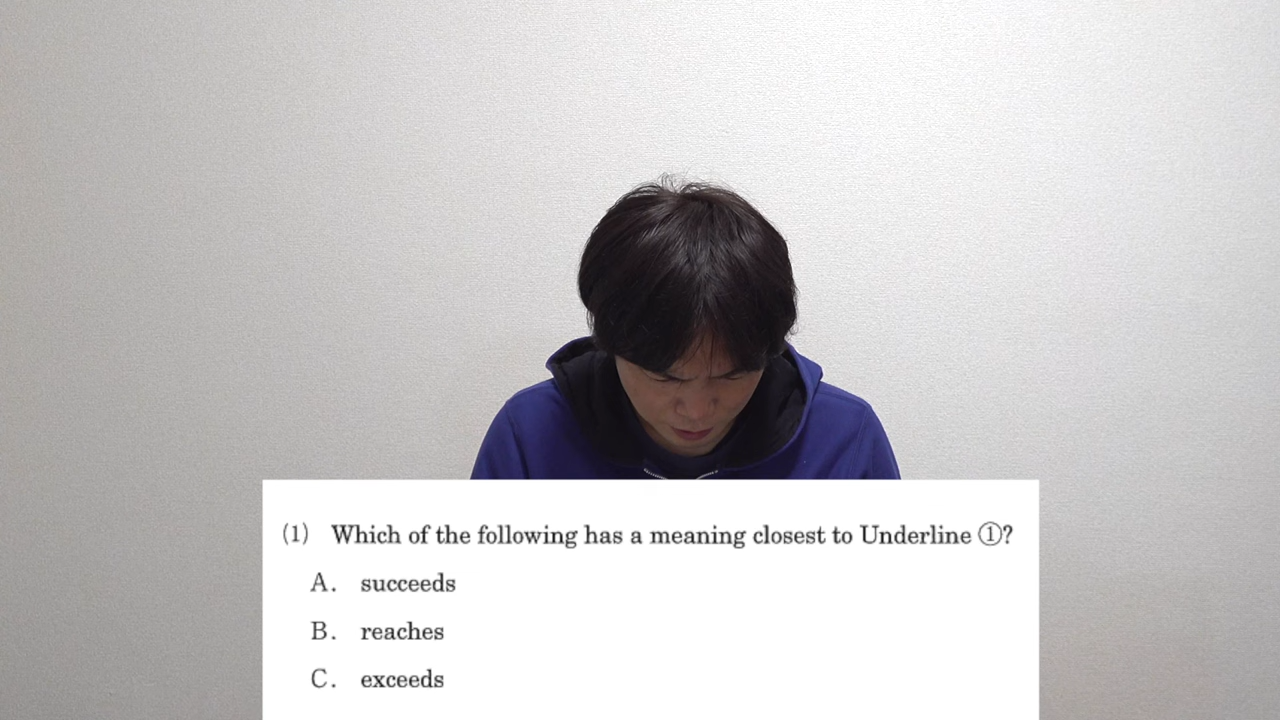 (1) Which of the following has a meaning closest to Underline ①?
A. succeeds
B. reaches
C. exceeds